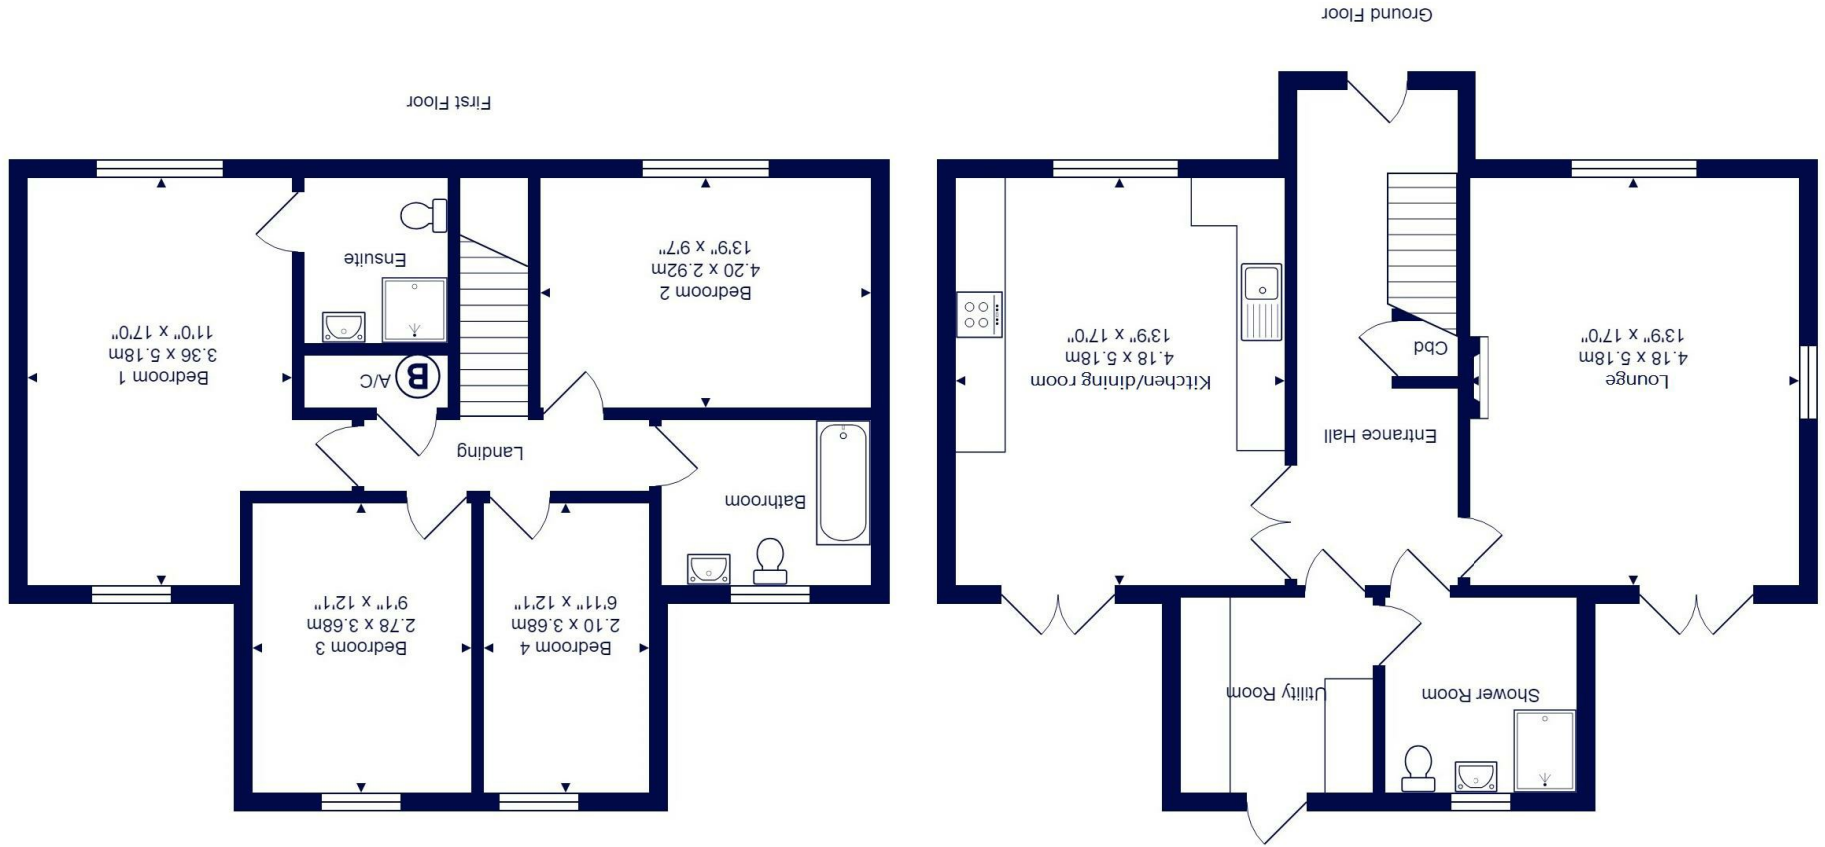 Shower Room
Utility Room
Entrance Hall
Lounge
4.18 x 5.18m
13'9" x 17'0"
Cbd
Kitchen/dining room
4.18 x 5.18m
13'9" x 17'0"
Ground Floor
Bedroom 4
2.10 x 3.68m
6'11" x 12'1"
Bedroom 3
2.78 x 3.68m
9'1" x 12'1"
Bathroom
Landing
B
A/C
Bedroom 1
3.36 x 5.18m
11'0" x 17'0"
Bedroom 2
4.20 x 2.92m
13'9" x 9'7"
Ensuite
First Floor